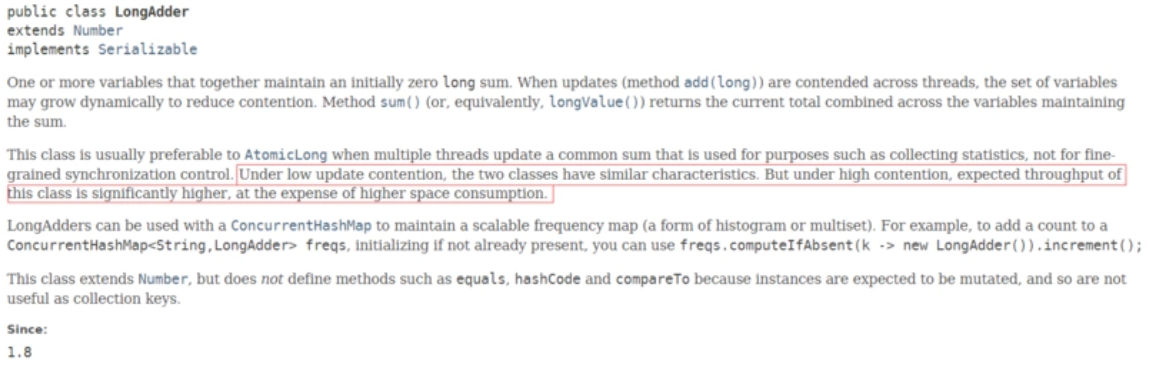 public class LongAdder
extends Number
implements Serializable
One or more variables that together maintain an initially zero long sum. When updates (method add(long)) are contended across threads, the set of variables
may grow dynamically to reduce contention. Method sum() (or, equivalently, longValue()) returns the current total combined across the variables maintaining
the sum.
This class is usually preferable to AtomicLong when multiple threads update a common sum that is used for purposes such as collecting statistics, not for fine-
grained synchronization control. Under low update contention, the two classes have similar characteristics. But under high contention, expected throughput of
this class is significantly higher, at the expense of higher space consumption.
LongAdders can be used with a ConcurrentHashMap to maintain a scalable frequency map (a form of histogram or multiset). For example, to add a count to a
ConcurrentHashMap<String,LongAdder> freqs, initializing if not already present, you can use freqs.computeIfAbsent(k -> new LongAdder()).increment();
This class extends Number, but does not define methods such as equals, hashCode and compareTo because instances are expected to be mutated, and so are not
useful as collection keys.
Since:
1.8